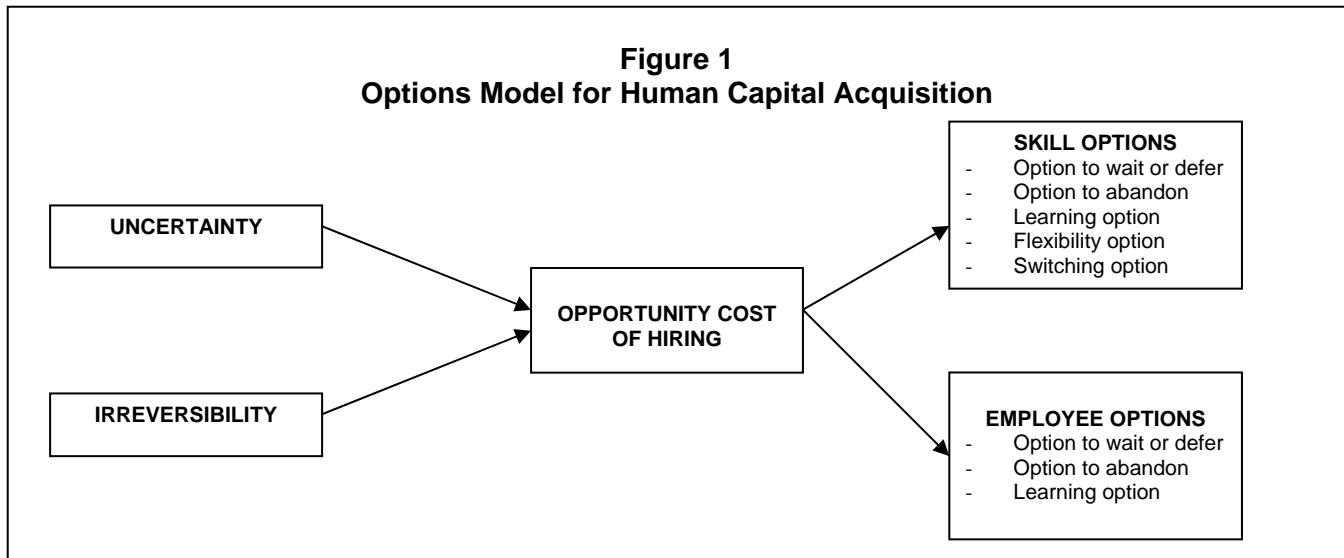 Figure 1
Options Model for Human Capital Acquisition
UNCERTAINTY
IRREVERSIBILITY
OPPORTUNITY COST
OF HIRING
SKILL OPTIONS
- Option to wait or defer
- Option to abandon
- Learning option
- Flexibility option
- Switching option
EMPLOYEE OPTIONS
- Option to wait or defer
- Option to abandon
- Learning option